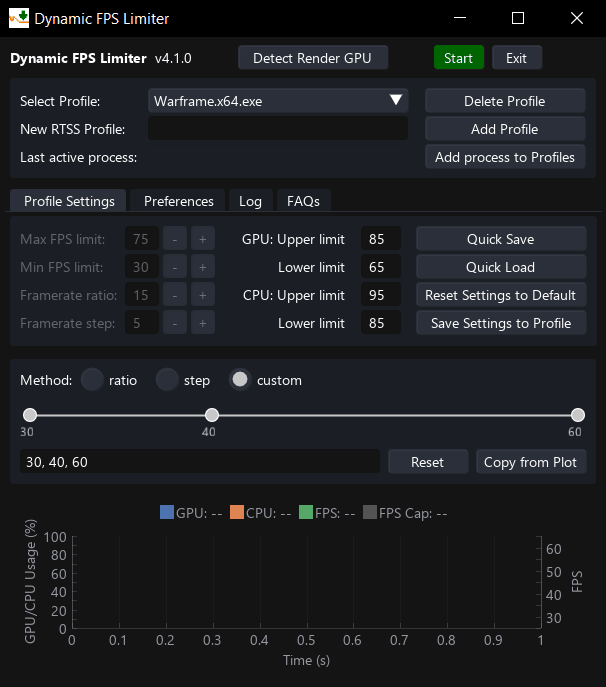 Dynamic FPS Limiter
Dynamic FPS Limiter v4.1.0 Detect Render GPU Start Exit
Select Profile: Warframe.x64.exe Delete Profile
New RTSS Profile: Add Profile
Last active process: Add process to Profiles
Profile Settings Preferences Log FAQs
Max FPS limit: 75 - + GPU: Upper limit 85 Quick Save
Min FPS limit: 30 - + Lower limit 65 Quick Load
Framerate ratio: 15 - + CPU: Upper limit 95 Reset Settings to Default
Framerate step: 5 - + Lower limit 85 Save Settings to Profile
Method: ratio step custom
30 40 60
30, 40, 60 Reset Copy from Plot
GPU: -- CPU: -- FPS: -- FPS Cap: --
GPU/CPU Usage (%)
100
80
60
40
20
0
60
50
40
30
FPS
0 0.1 0.2 0.3 0.4 0.5 0.6 0.7 0.8 0.9 1
Time (s)